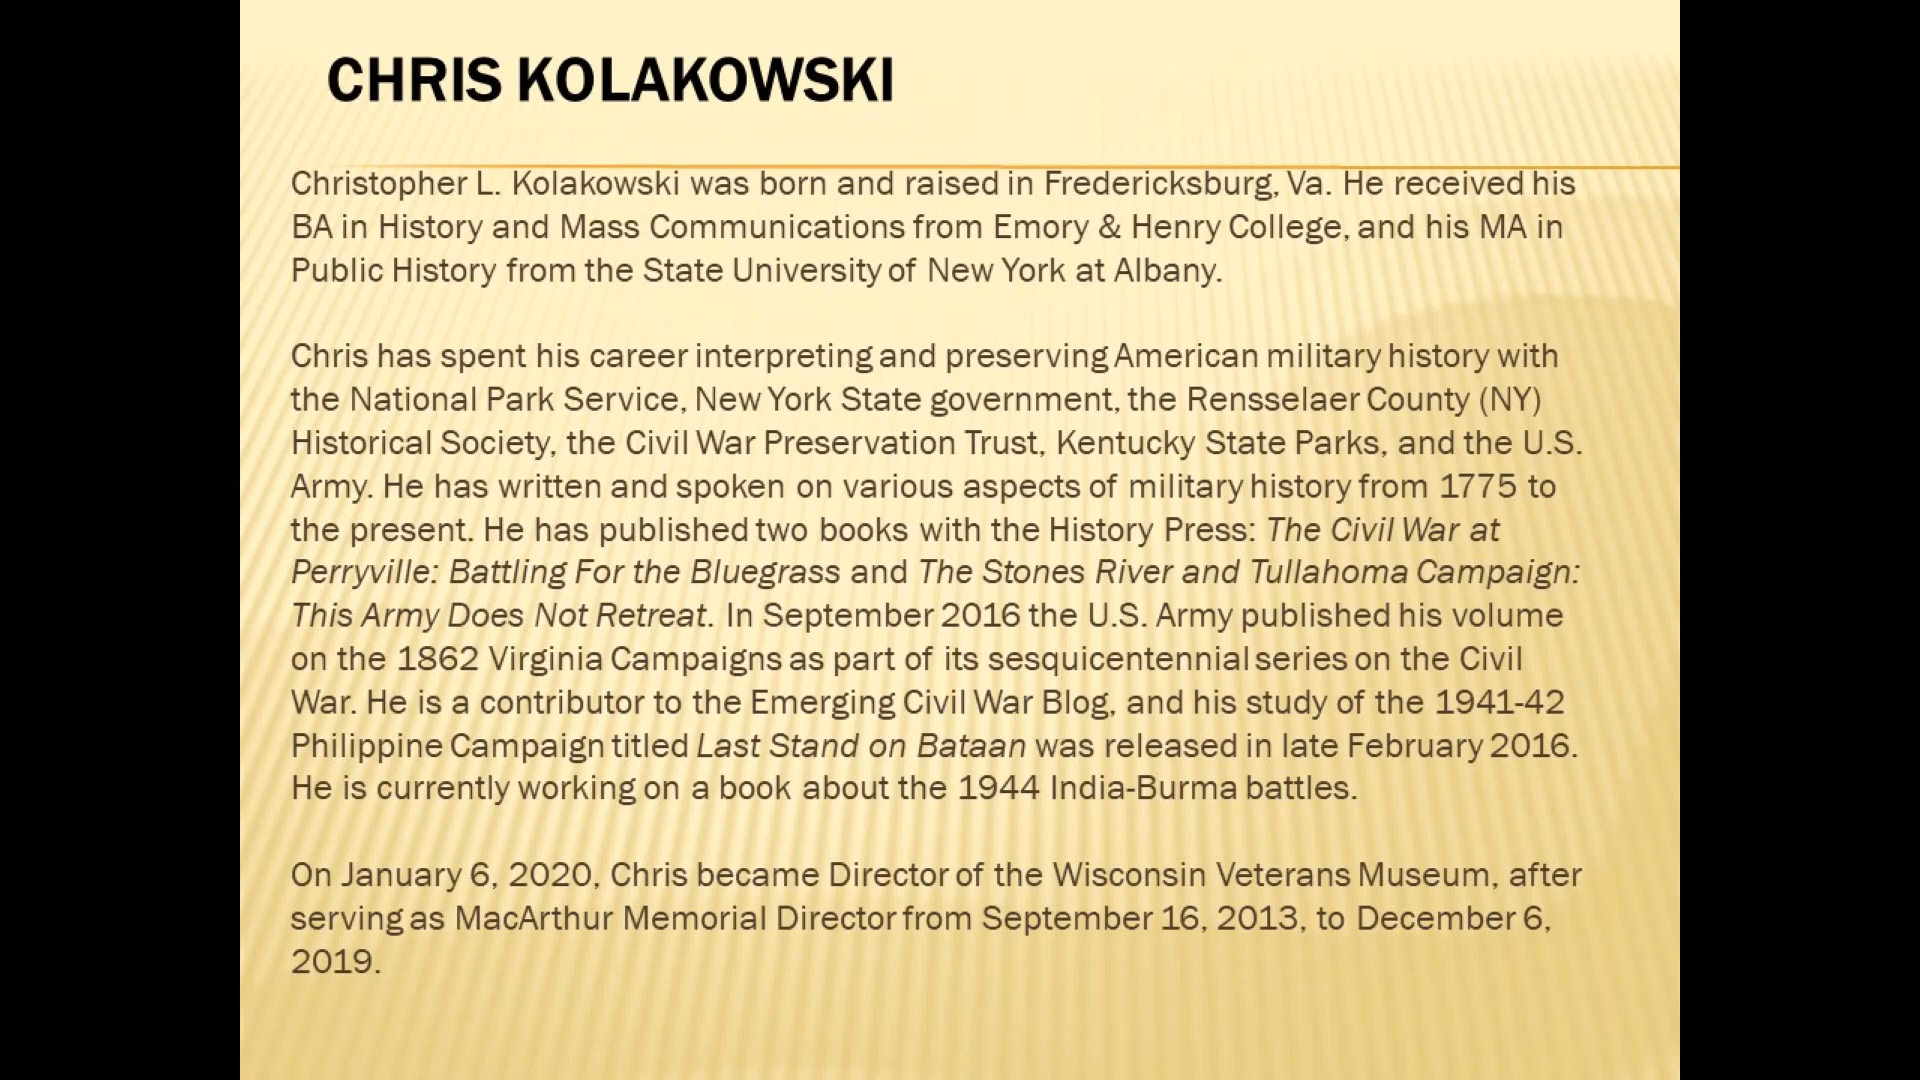 CHRIS KOLAKOWSKI
Christopher L. Kolakowski was born and raised in Fredericksburg, Va. He received his
BA in History and Mass Communications from Emory & Henry College, and his MA in
Public History from the State University of New York at Albany.
Chris has spent his career interpreting and preserving American military history with
the National Park Service, New York State government, the Rensselaer County (NY)
Historical Society, the Civil War Preservation Trust, Kentucky State Parks, and the U.S.
Army. He has written and spoken on various aspects of military history from 1775 to
the present. He has published two books with the History Press: The Civil War at
Perryville: Battling For the Bluegrass and The Stones River and Tullahoma Campaign:
This Army Does Not Retreat. In September 2016 the U.S. Army published his volume
on the 1862 Virginia Campaigns as part of its sesquicentennial series on the Civil
War. He is a contributor to the Emerging Civil War Blog, and his study of the 1941-42
Philippine Campaign titled Last Stand on Bataan was released in late February 2016.
He is currently working on a book about the 1944 India-Burma battles.
On January 6, 2020, Chris became Director of the Wisconsin Veterans Museum, after
serving as MacArthur Memorial Director from September 16, 2013, to December 6,
2019.